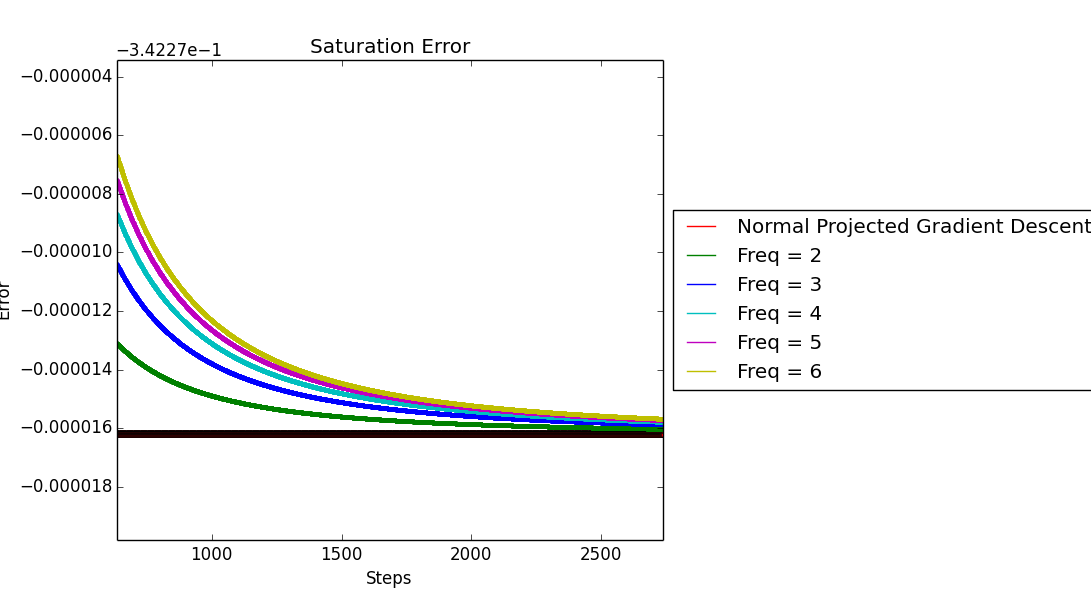 −3.4227e−1
Saturation Error
−0.000004
−0.000006
−0.000008
−0.000010
−0.000012
−0.000014
−0.000016
−0.000018
Error
1000 1500 2000 2500
Steps
Normal Projected Gradient Descent
Freq = 2
Freq = 3
Freq = 4
Freq = 5
Freq = 6